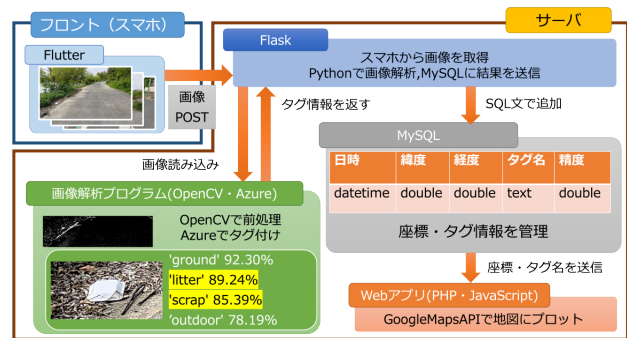 フロント（スマホ）
サーバ
Flutter
Flask
スマホから画像を取得
Pythonで画像解析,MySQLに結果を送信
画像
POST
タグ情報を返す
SQL文で追加
画像読み込み
MySQL
日時 緯度 経度 タグ名 精度
datetime double double text double
座標・タグ情報を管理
画像解析プログラム(OpenCV・Azure)
OpenCVで前処理
Azureでタグ付け
'ground' 92.30%
'litter' 89.24%
'scrap' 85.39%
'outdoor' 78.19%
座標・タグ名を送信
Webアプリ(PHP・JavaScript)
GoogleMapsAPIで地図にプロット